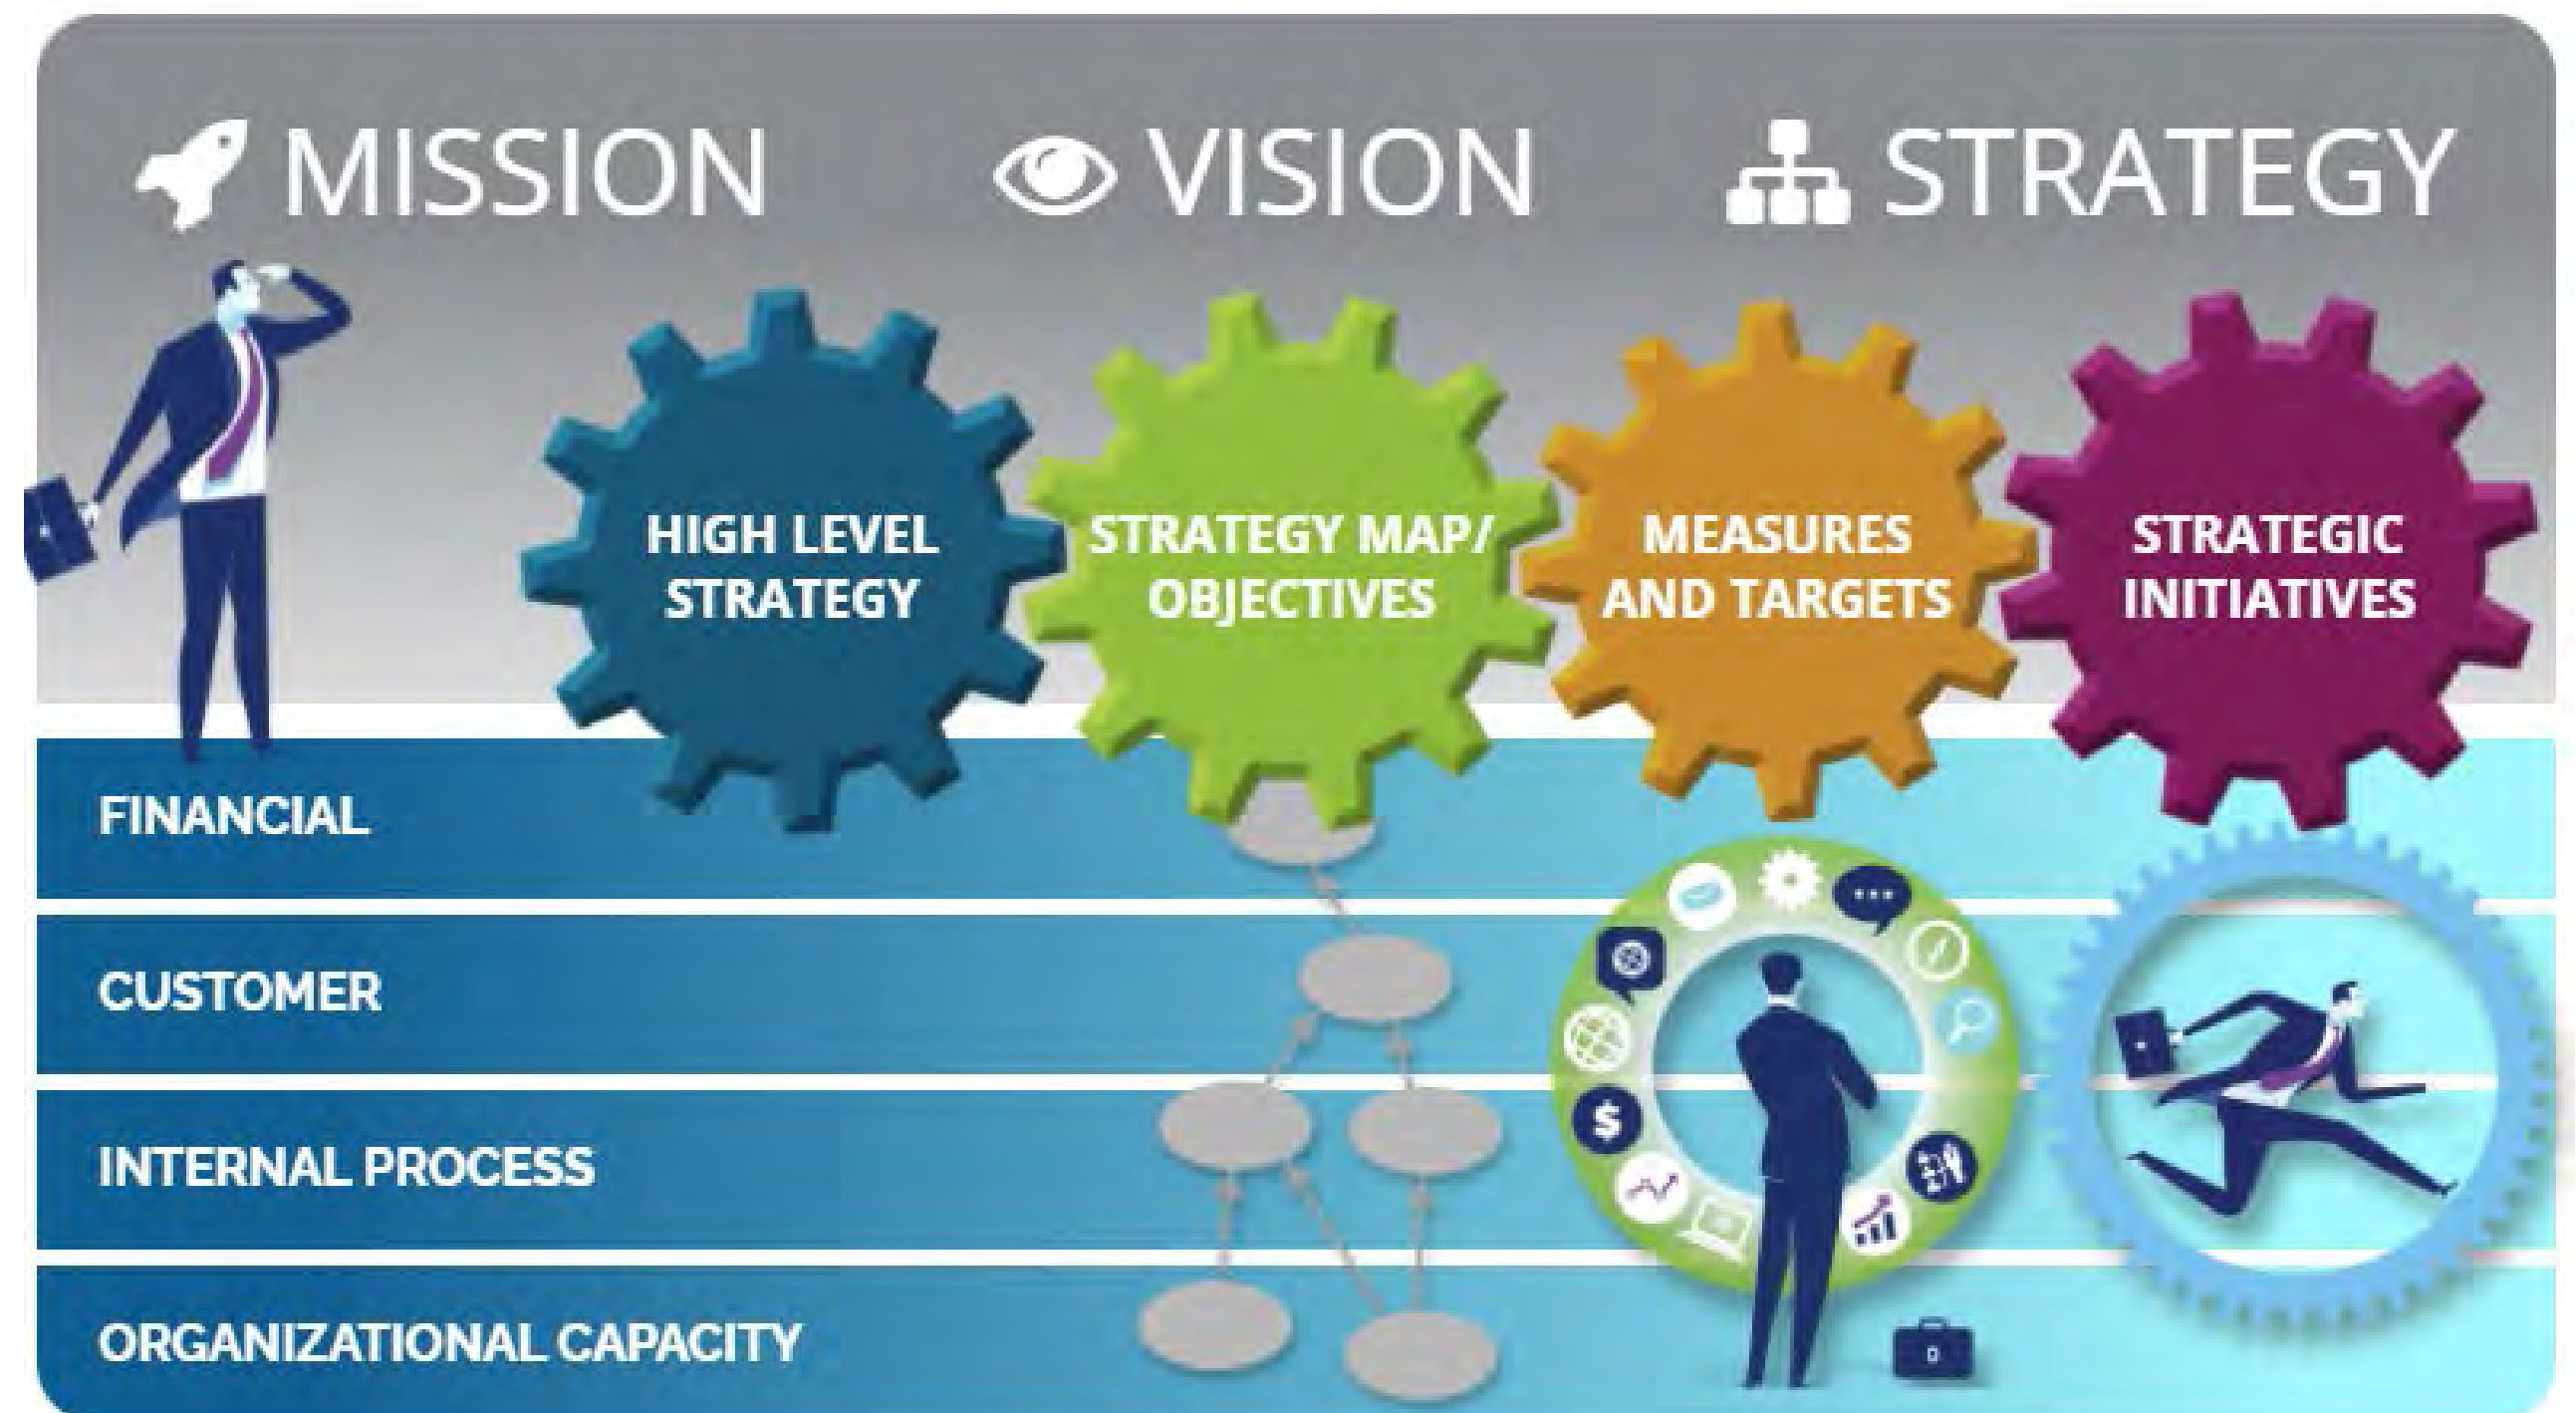 MISSION
VISION
STRATEGY
HIGH LEVEL
STRATEGY
STRATEGY MAP/
OBJECTIVES
MEASURES
AND TARGETS
STRATEGIC
INITIATIVES
FINANCIAL
CUSTOMER
INTERNAL PROCESS
ORGANIZATIONAL CAPACITY
$